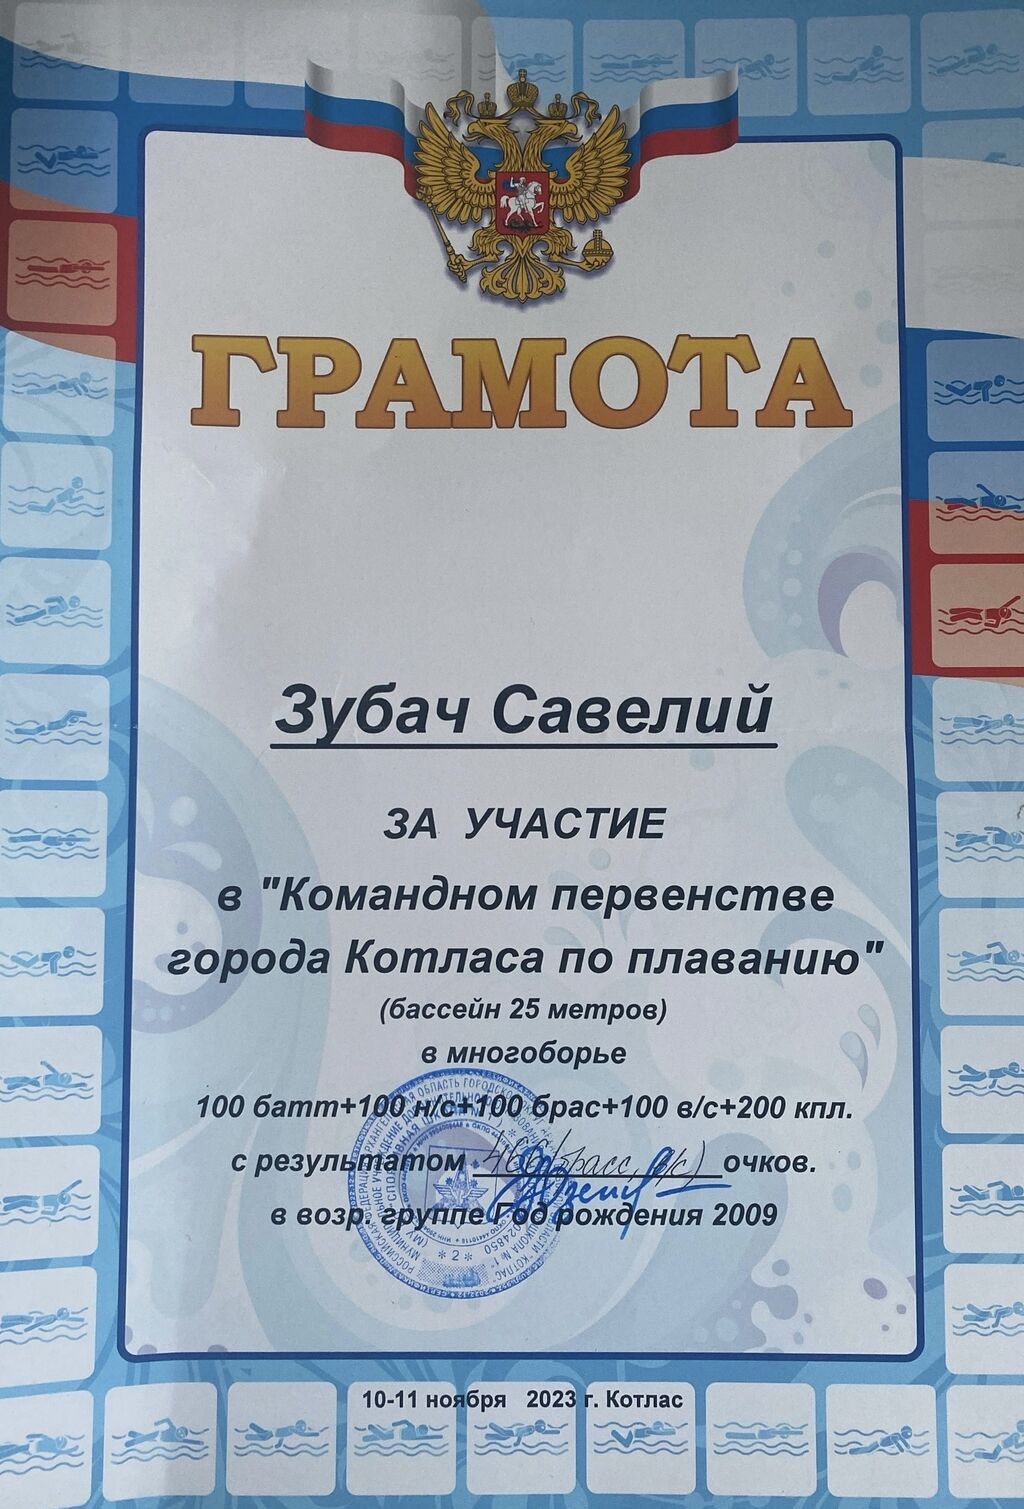 ГРАМОТА
Зубач Савелий
ЗА УЧАСТИЕ
в "Командном первенстве
города Котласа по плаванию"
(бассейн 25 метров)
в многоборье
100 батт+100 н/с+100 брас+100 в/с+200 кпл.
с результатом очков.
в возр. группе Год рождения 2009
10-11 ноября 2023 г. Котлас